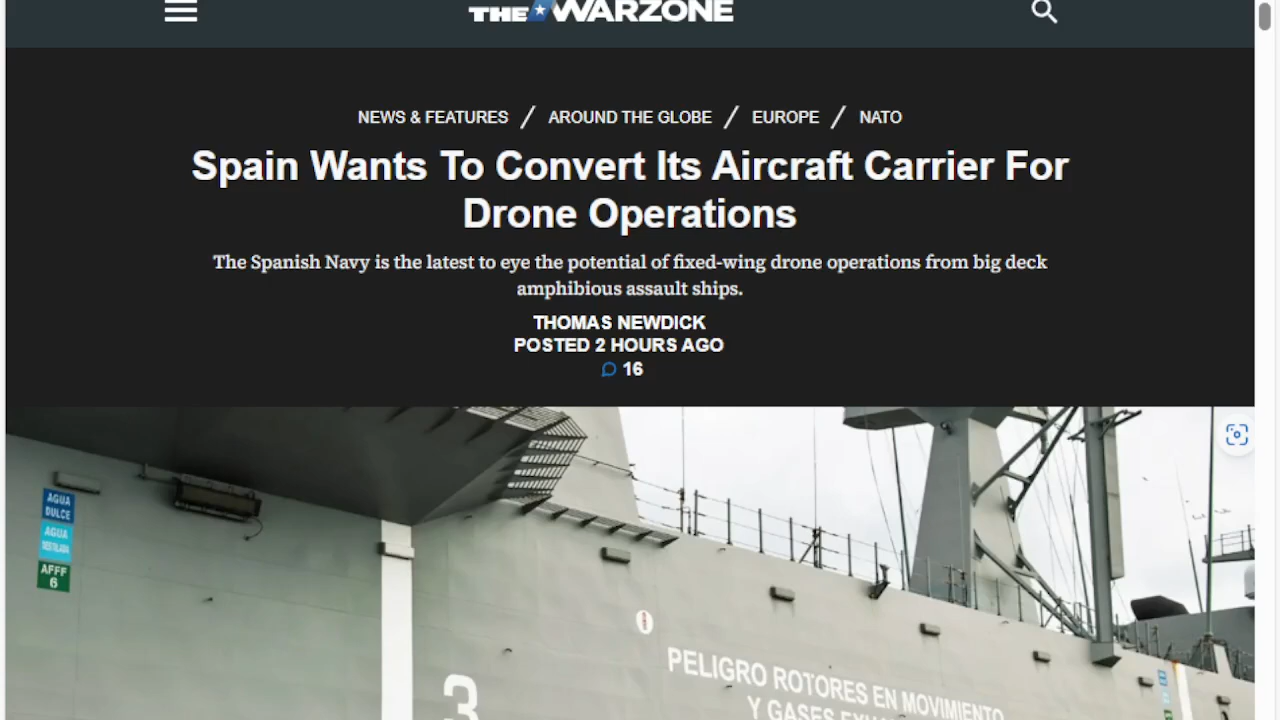 THE WARZONE
NEWS & FEATURES / AROUND THE GLOBE / EUROPE / NATO
Spain Wants To Convert Its Aircraft Carrier For
Drone Operations
The Spanish Navy is the latest to eye the potential of fixed-wing drone operations from big deck
amphibious assault ships.
THOMAS NEWDICK
POSTED 2 HOURS AGO
16
AGUA
DULCE
AGUA
DESTILADA
AFFF
6
PELIGRO ROTORES EN MOVIMIENTO
Y GASES
3